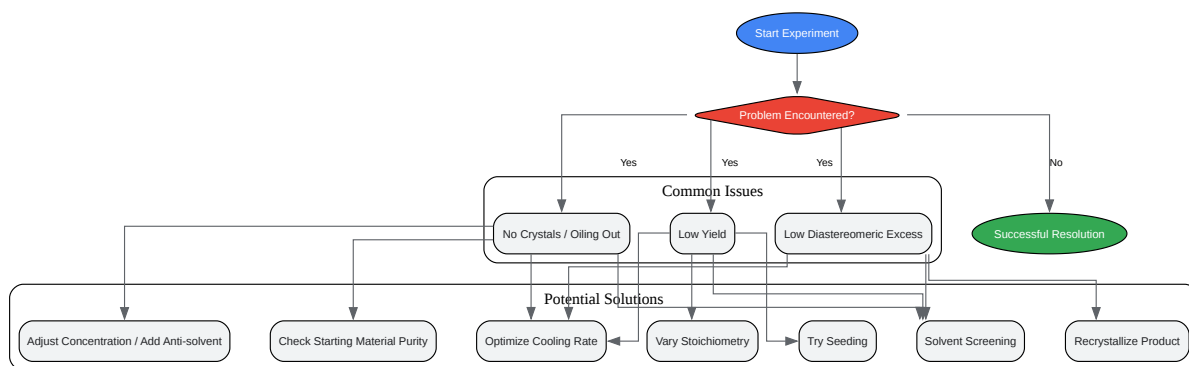 Start Experiment
Problem Encountered?
Yes
Yes
Yes
No
Common Issues
No Crystals / Oiling Out
Low Yield
Low Diastereomeric Excess
Successful Resolution
Potential Solutions
Adjust Concentration / Add Anti-solvent
Check Starting Material Purity
Optimize Cooling Rate
Vary Stoichiometry
Try Seeding
Solvent Screening
Recrystallize Product